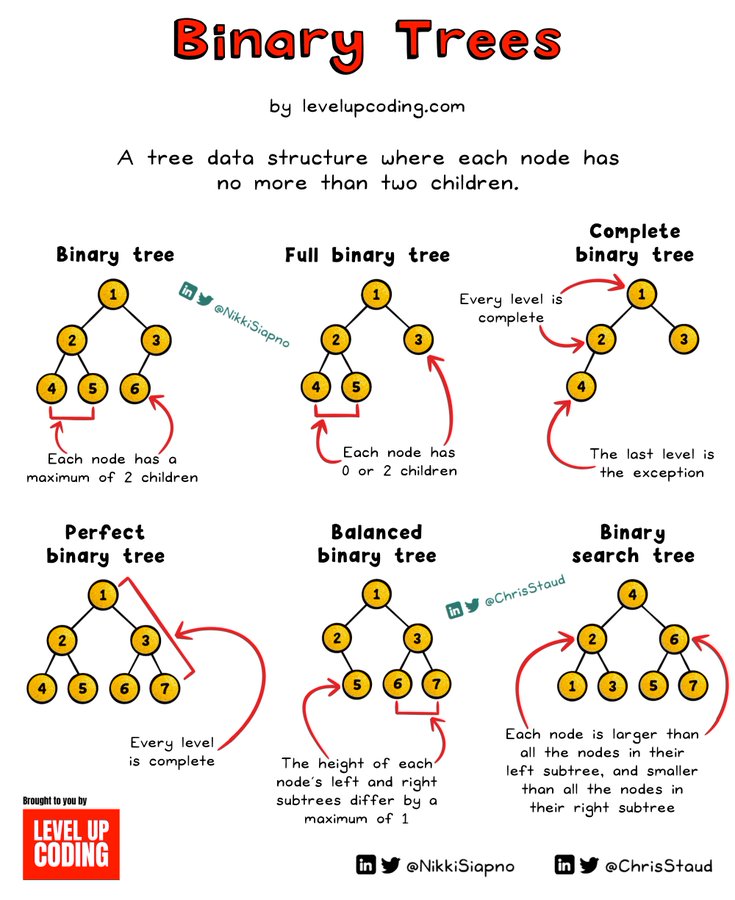 Binary Trees
by levelupcoding.com
A tree data structure where each node has
no more than two children.
Binary tree
1
2
3
4
5
6
Each node has a
maximum of 2 children
@NikkiSiapno
Full binary tree
1
2
3
4
5
Each node has
0 or 2 children
Complete
binary tree
Every level is
complete
1
2
3
4
The last level is
the exception
Perfect
binary tree
1
2
3
4
5
6
7
Every level
is complete
Balanced
binary tree
1
2
3
5
6
7
The height of each
node's left and right
subtrees differ by a
maximum of 1
in @ChrisStaud
Binary
search tree
4
2
6
1
3
5
7
Each node is larger than
all the nodes in their
left subtree, and smaller
than all the nodes in
their right subtree
Brought to you by
LEVEL UP
CODING
in @NikkiSiapno
in @ChrisStaud